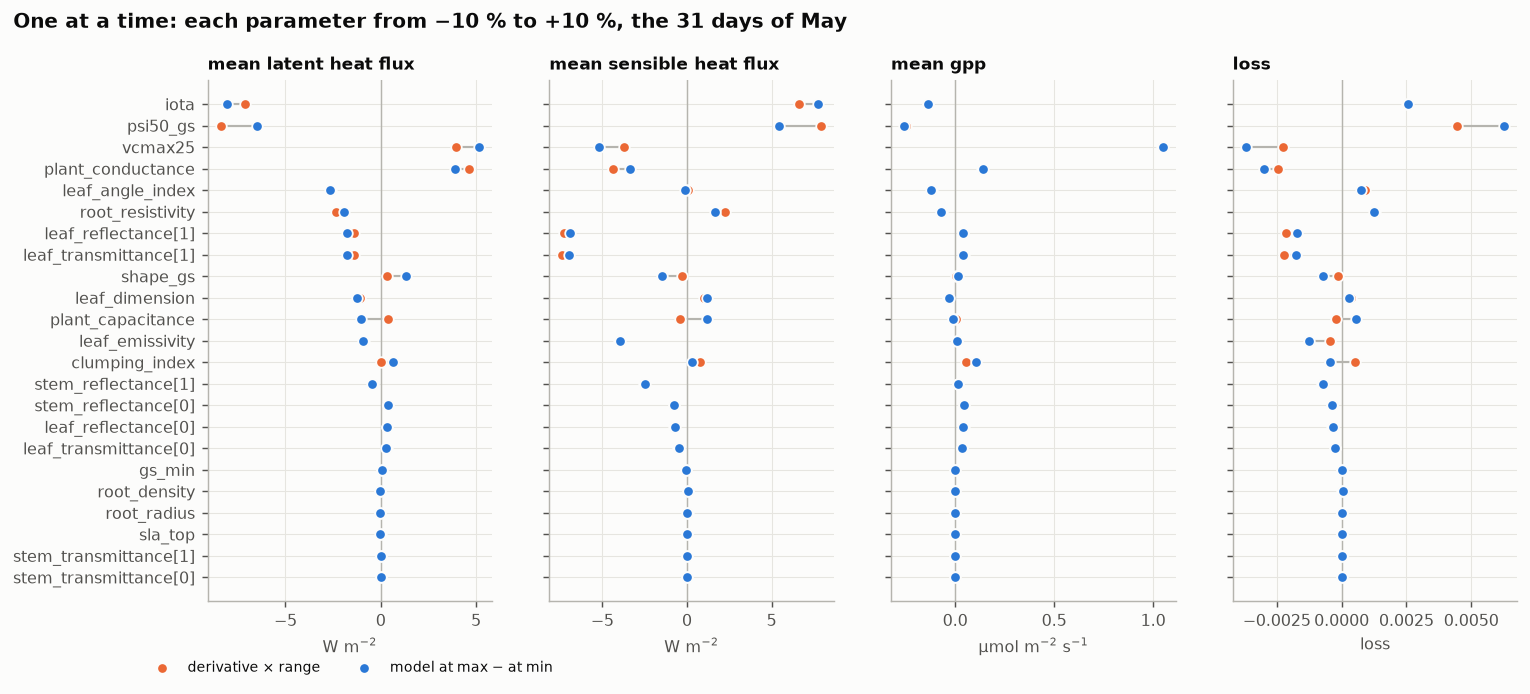 One at a time: each parameter from −10 % to +10 %, the 31 days of May
mean latent heat flux
mean sensible heat flux
mean gpp
loss
iota
psi50_gs
vcmax25
plant_conductance
leaf_angle_index
root_resistivity
leaf_reflectance[1]
leaf_transmittance[1]
shape_gs
leaf_dimension
plant_capacitance
leaf_emissivity
clumping_index
stem_reflectance[1]
stem_reflectance[0]
leaf_reflectance[0]
leaf_transmittance[0]
gs_min
root_density
root_radius
sla_top
stem_transmittance[1]
stem_transmittance[0]
−5 0 5
−5 0 5
0.0 0.5 1.0
−0.0025 0.0000 0.0025 0.0050
W m⁻²
W m⁻²
µmol m⁻² s⁻¹
loss
derivative × range
model at max − at min